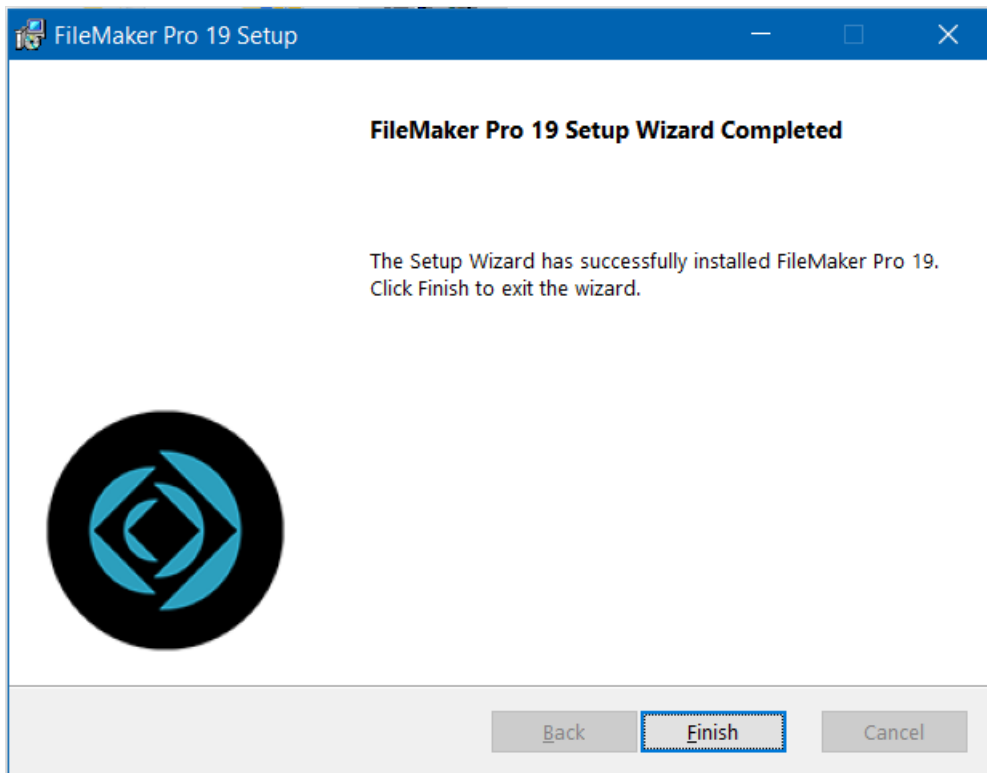 FileMaker Pro 19 Setup
FileMaker Pro 19 Setup Wizard Completed
The Setup Wizard has successfully installed FileMaker Pro 19.
Click Finish to exit the wizard.
Back Finish Cancel